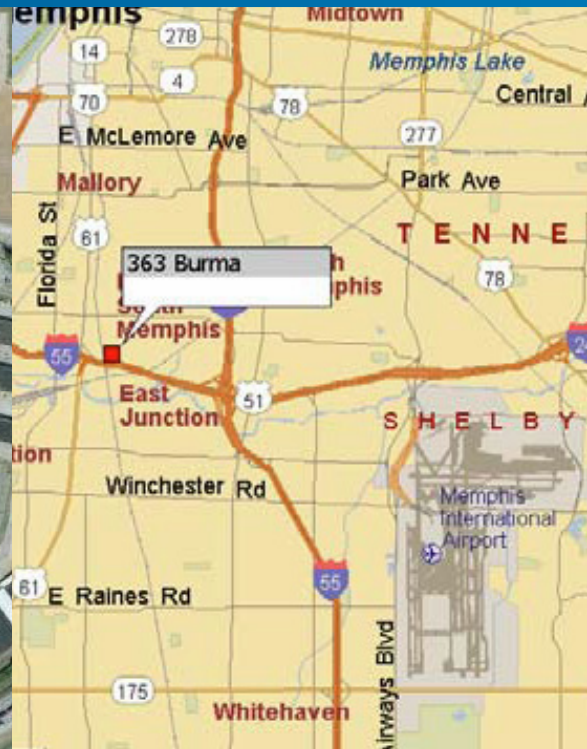 emphis
Midtown
278
14
Memphis Lake
4
70
78
Central
E McLemore Ave
277
Mallory
Park Ave
Florida St
61
TENNE
363 Burma
78
South
Memphis
phis
55
East
Junction
51
SHELBY
tion
Winchester Rd
Memphis
International
Airport
55
61
E Raines Rd
175
Whitehaven
Airways Blvd